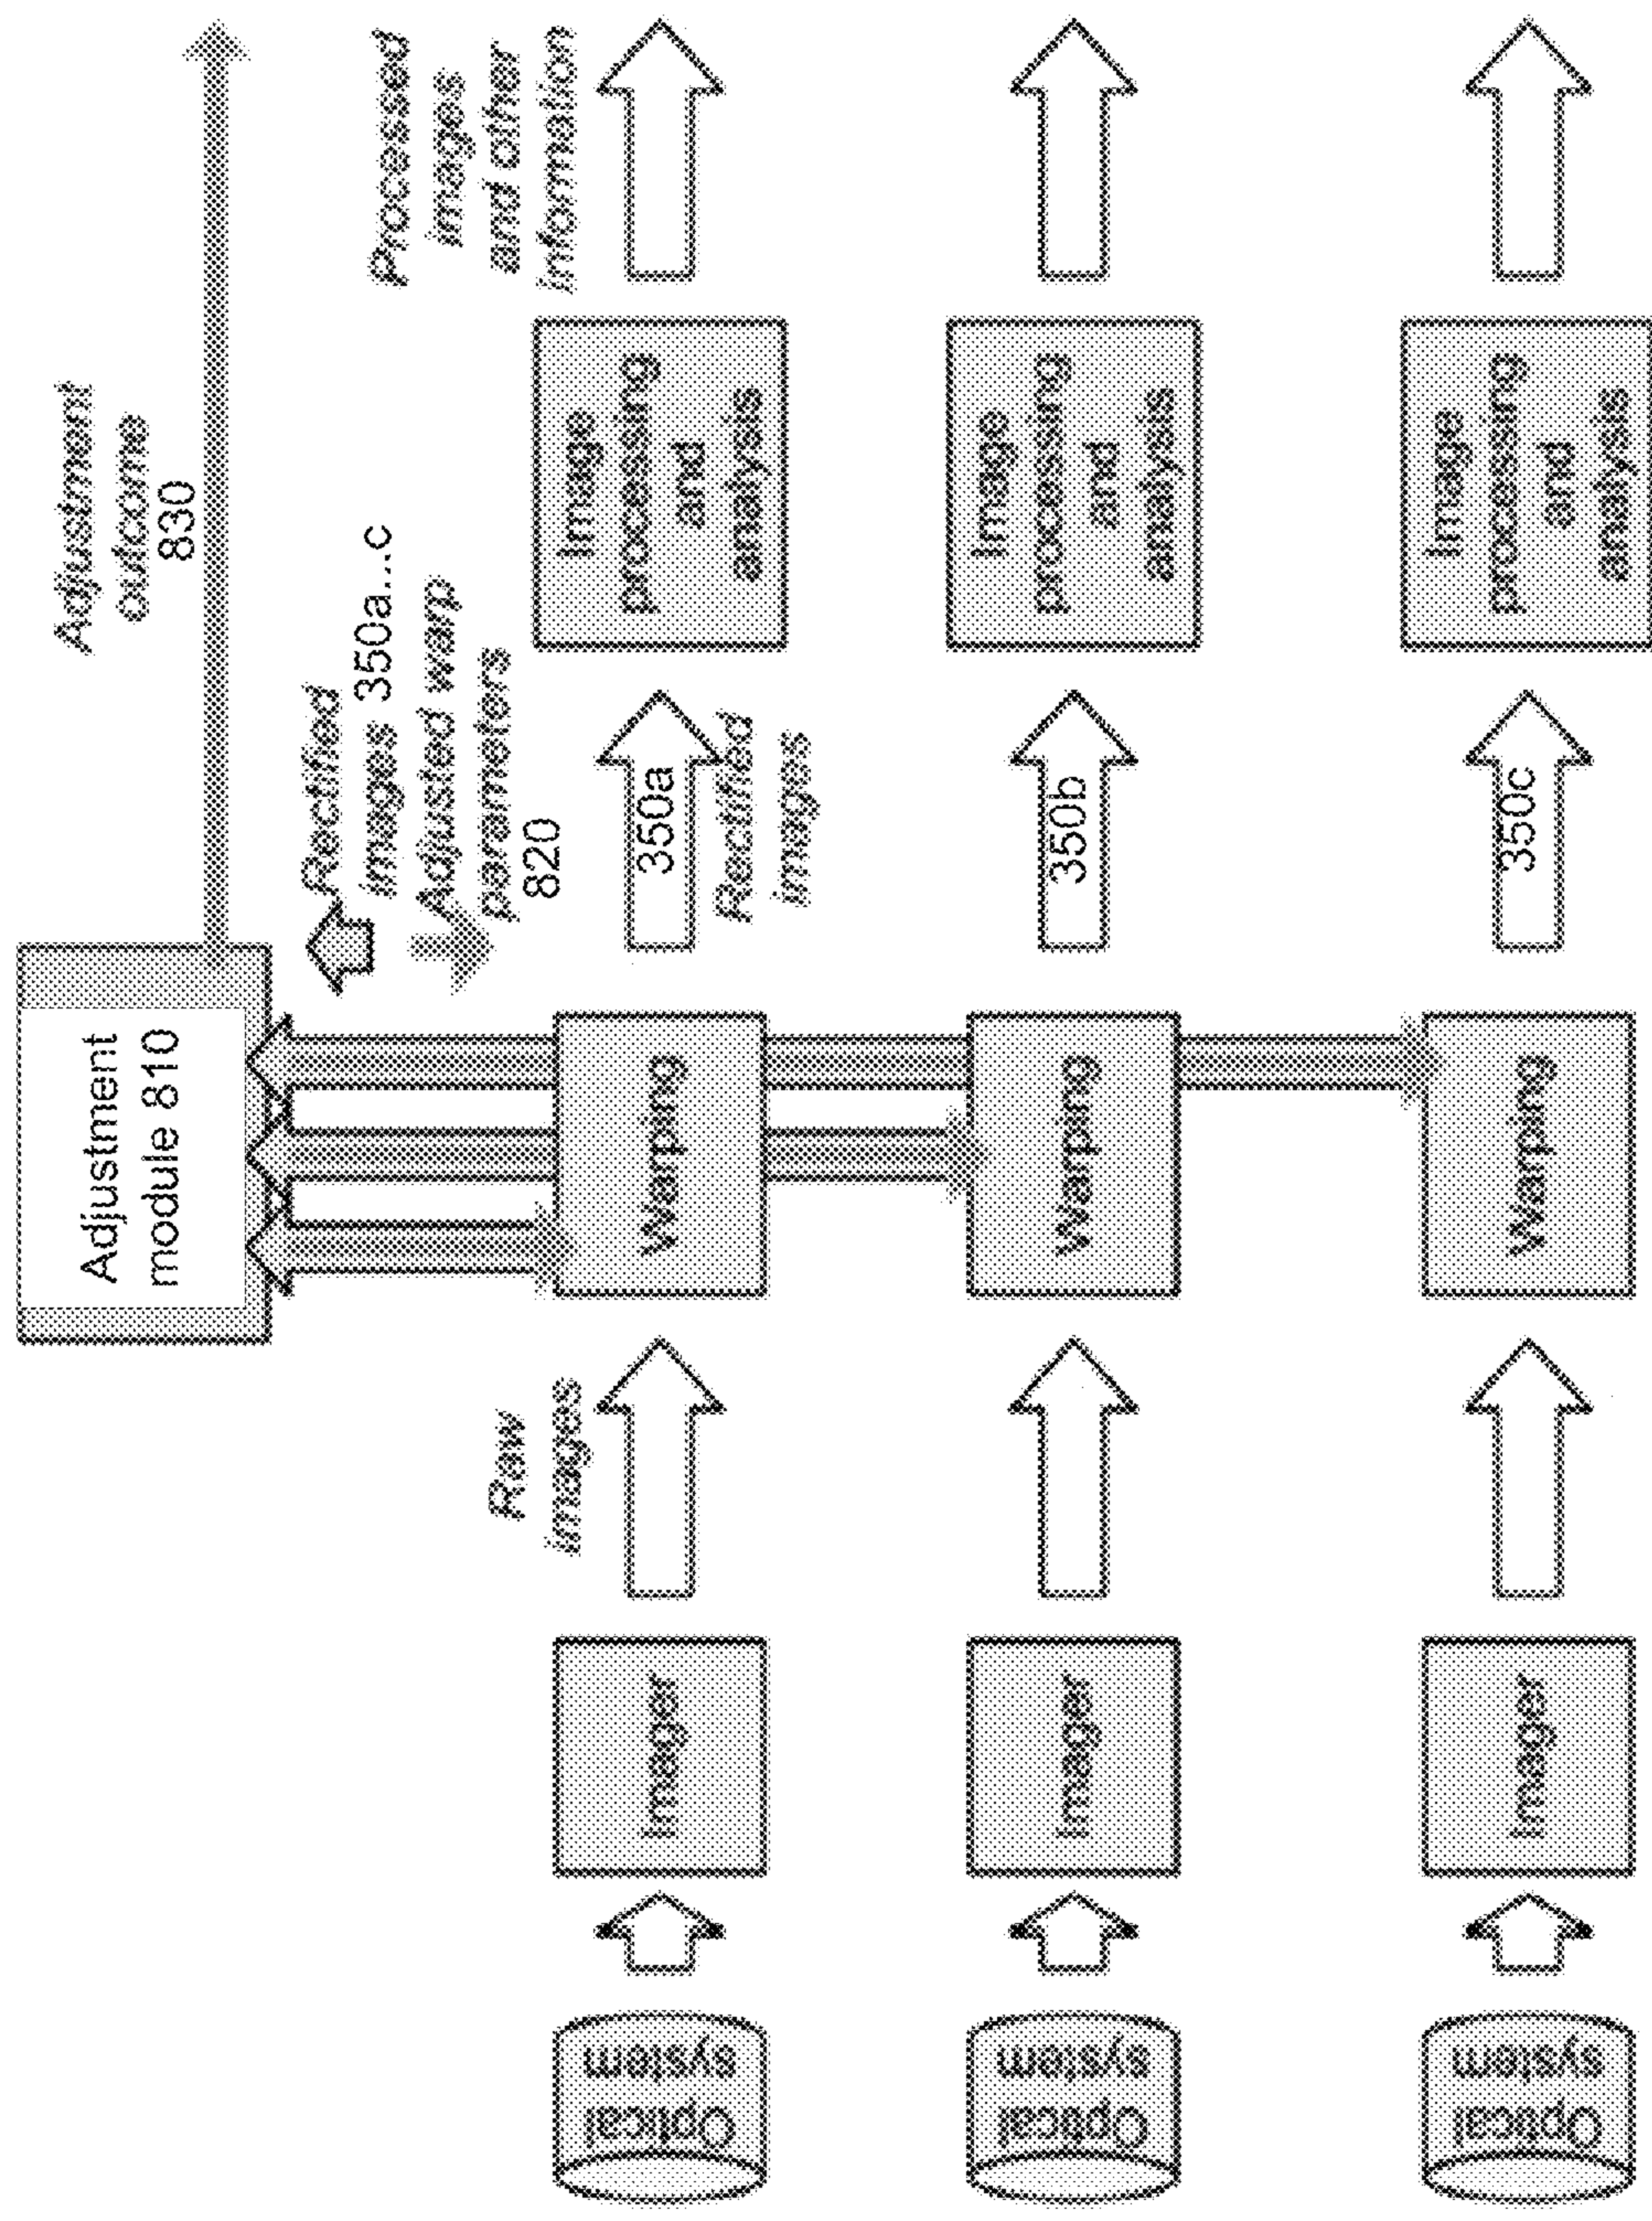 Adjustment
module 810
Adjustment
outcome
830
Rectified
images 350a...c
Adjusted warp
parameters
820
Raw
images
Processed
images
and other
information
Optical
system
Imager
Warping
350a
Rectified
images
Image
processing
and
analysis
Optical
system
Imager
Warping
350b
Image
processing
and
analysis
Optical
system
Imager
Warping
350c
Image
processing
and
analysis